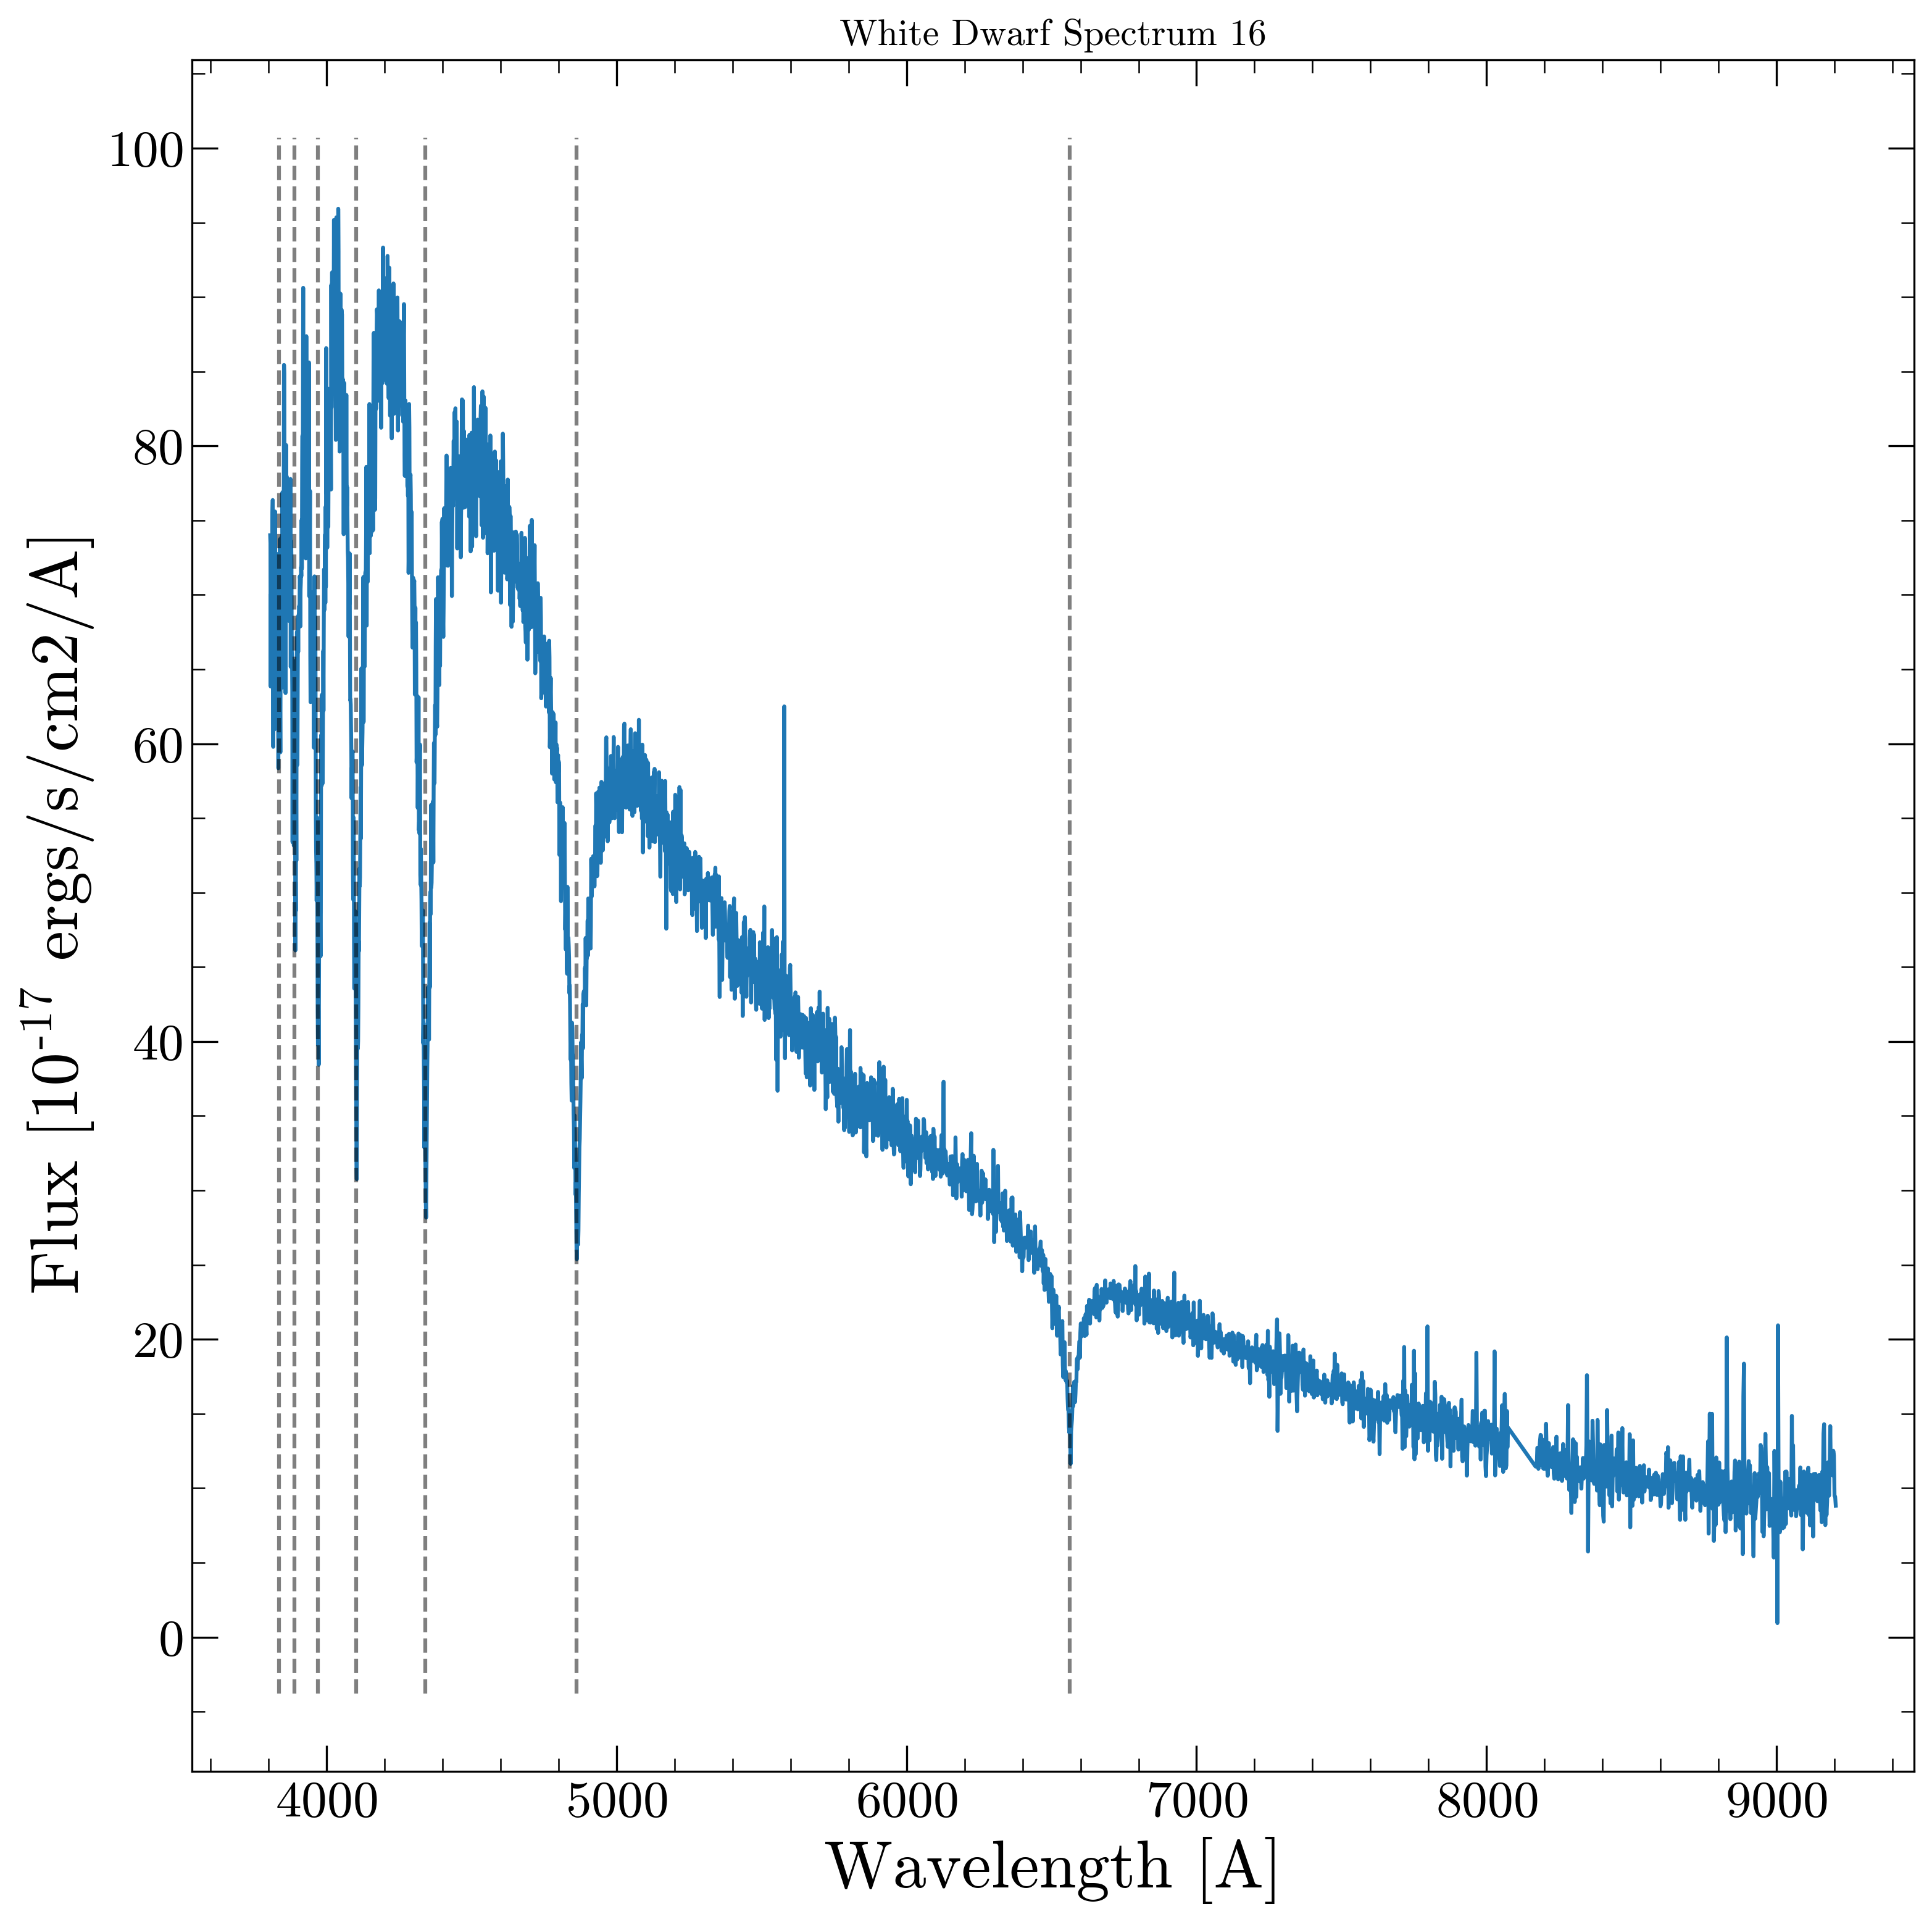 White Dwarf Spectrum 16
100
80
60
40
20
0
Flux [10⁻¹⁷ ergs/s/cm2/A]
4000 5000 6000 7000 8000 9000
Wavelength [A]